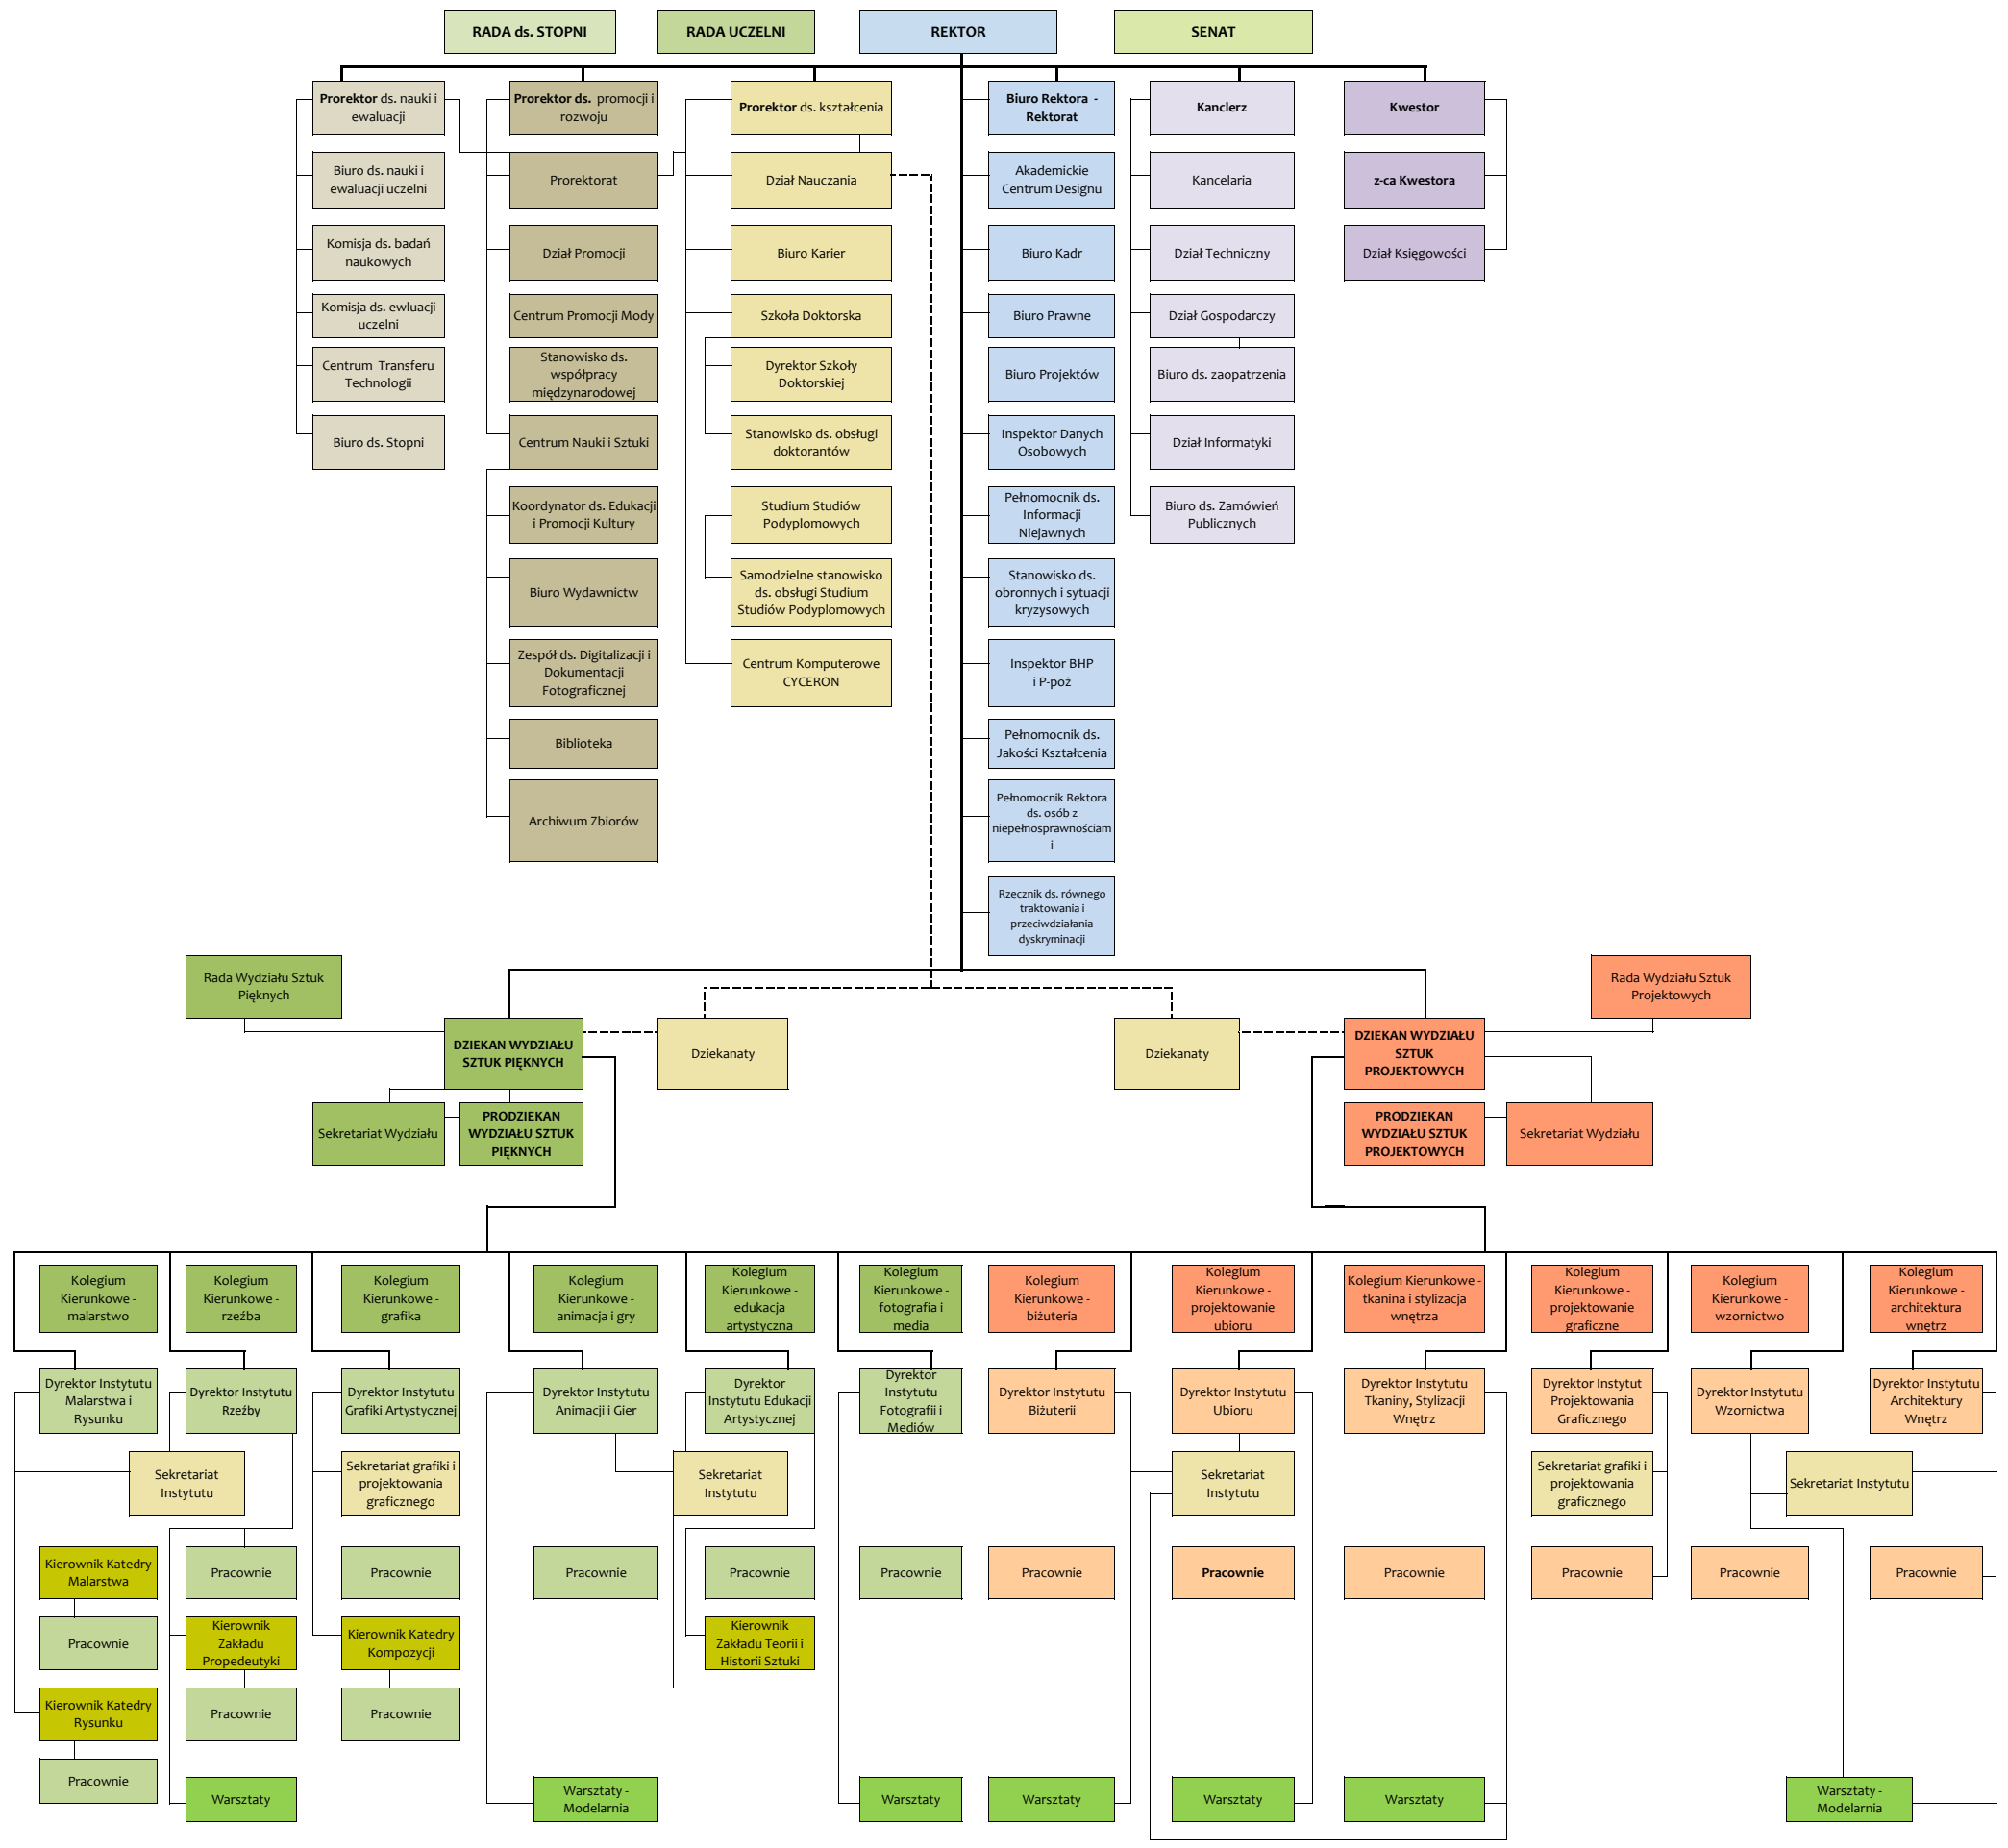 RADA ds. STOPNI
RADA UCZELNI
REKTOR
SENAT
Prorektor ds. nauki i
ewaluacji
Biuro ds. nauki i
ewaluacji uczelni
Komisja ds. badań
naukowych
Komisja ds. ewluacji
uczelni
Centrum Transferu
Technologii
Biuro ds. Stopni
Prorektor ds. promocji i
rozwoju
Prorektorat
Dział Promocji
Centrum Promocji Mody
Stanowisko ds.
współpracy
międzynarodowej
Centrum Nauki i Sztuki
Koordynator ds. Edukacji
i Promocji Kultury
Biuro Wydawnictw
Zespół ds. Digitalizacji i
Dokumentacji
Fotograficznej
Biblioteka
Archiwum Zbiorów
Prorektor ds. kształcenia
Dział Nauczania
Biuro Karier
Szkoła Doktorska
Dyrektor Szkoły
Doktorskiej
Stanowisko ds. obsługi
doktorantów
Studium Studiów
Podyplomowych
Samodzielne stanowisko
ds. obsługi Studium
Studiów Podyplomowych
Centrum Komputerowe
CYCERON
Biuro Rektora -
Rektorat
Akademickie
Centrum Designu
Biuro Kadr
Biuro Prawne
Biuro Projektów
Inspektor Danych
Osobowych
Pełnomocnik ds.
Informacji
Niejawnych
Stanowisko ds.
obronnych i sytuacji
kryzysowych
Inspektor BHP
i P-poż
Pełnomocnik ds.
Jakości Kształcenia
Pełnomocnik Rektora
ds. osób z
niepełnosprawnościam
i
Rzecznik ds. równego
traktowania i
przeciwdziałania
dyskryminacji
Kanclerz
Kancelaria
Dział Techniczny
Dział Gospodarczy
Biuro ds. zaopatrzenia
Dział Informatyki
Biuro ds. Zamówień
Publicznych
Kwestor
z-ca Kwestora
Dział Księgowości
Rada Wydziału Sztuk
Pięknych
Rada Wydziału Sztuk
Projektowych
DZIEKAN WYDZIAŁU
SZTUK PIĘKNYCH
Dziekanaty
Dziekanaty
DZIEKAN WYDZIAŁU
SZTUK
PROJEKTOWYCH
Sekretariat Wydziału
PRODZIEKAN
WYDZIAŁU SZTUK
PIĘKNYCH
PRODZIEKAN
WYDZIAŁU SZTUK
PROJEKTOWYCH
Sekretariat Wydziału
Kolegium
Kierunkowe -
malarstwo
Kolegium
Kierunkowe -
rzeźba
Kolegium
Kierunkowe -
grafika
Kolegium
Kierunkowe -
animacja i gry
Kolegium
Kierunkowe -
edukacja
artystyczna
Kolegium
Kierunkowe -
fotografia i
media
Kolegium
Kierunkowe -
biżuteria
Kolegium
Kierunkowe -
projektowanie
ubioru
Kolegium Kierunkowe -
tkanina i stylizacja
wnętrza
Kolegium
Kierunkowe -
projektowanie
graficzne
Kolegium
Kierunkowe -
wzornictwo
Kolegium
Kierunkowe -
architektura
wnętrz
Dyrektor Instytutu
Malarstwa i
Rysunku
Dyrektor Instytutu
Rzeźby
Dyrektor Instytutu
Grafiki Artystycznej
Dyrektor Instytutu
Animacji i Gier
Dyrektor
Instytutu Edukacji
Artystycznej
Dyrektor
Instytutu
Fotografii i
Mediów
Dyrektor Instytutu
Biżuterii
Dyrektor Instytutu
Ubioru
Dyrektor Instytutu
Tkaniny, Stylizacji
Wnętrz
Dyrektor Instytut
Projektowania
Graficznego
Dyrektor Instytutu
Wzornictwa
Dyrektor Instytutu
Architektury
Wnętrz
Sekretariat
Instytutu
Sekretariat grafiki i
projektowania
graficznego
Sekretariat
Instytutu
Sekretariat
Instytutu
Sekretariat grafiki i
projektowania
graficznego
Sekretariat Instytutu
Kierownik Katedry
Malarstwa
Pracownie
Pracownie
Pracownie
Pracownie
Pracownie
Pracownie
Pracownie
Pracownie
Pracownie
Pracownie
Pracownie
Pracownie
Kierownik
Zakładu
Propedeutyki
Kierownik Katedry
Kompozycji
Kierownik
Zakładu Teorii i
Historii Sztuki
Kierownik Katedry
Rysunku
Pracownie
Pracownie
Pracownie
Warsztaty
Warsztaty -
Modelarnia
Warsztaty
Warsztaty
Warsztaty
Warsztaty
Warsztaty -
Modelarnia